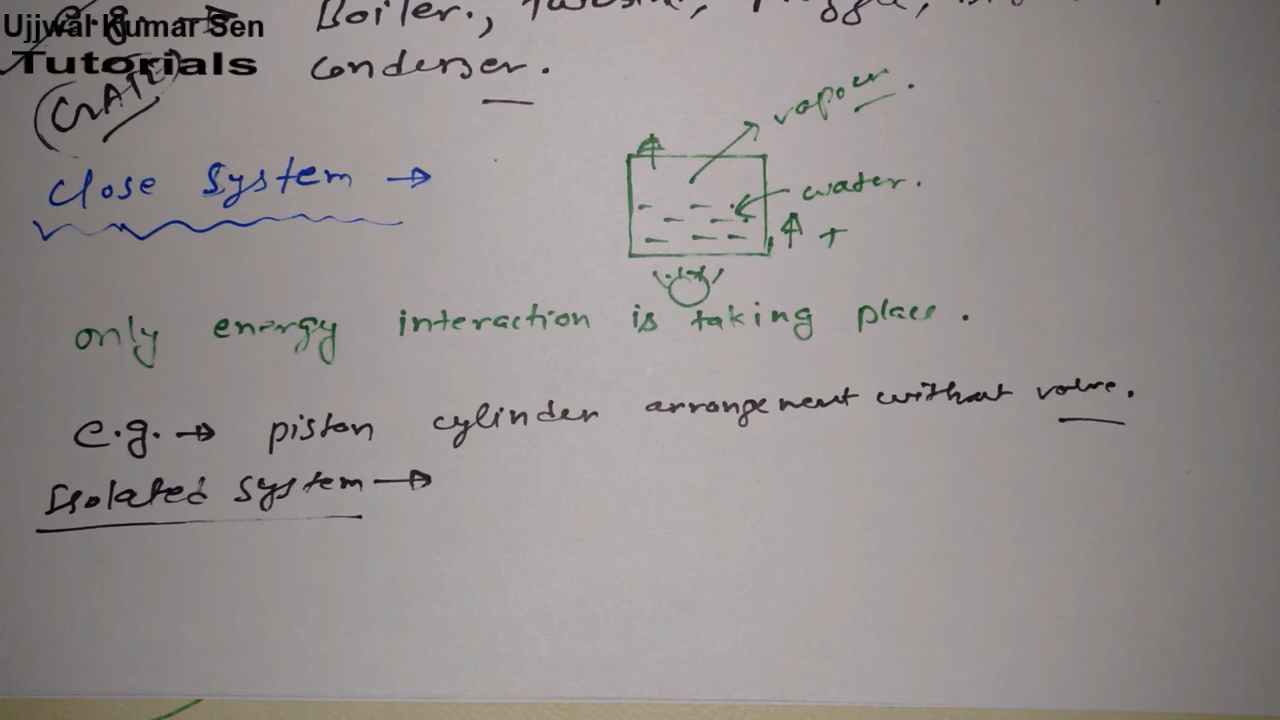 e.g. → Boiler.,
Ujjwal Kumar Sen
Tutorials
condenser.
(GATE)
vapour.
close system →
water.
+
only energy interaction is taking place.
e.g. → piston cylinder arrangement without valve.
Isolated system →